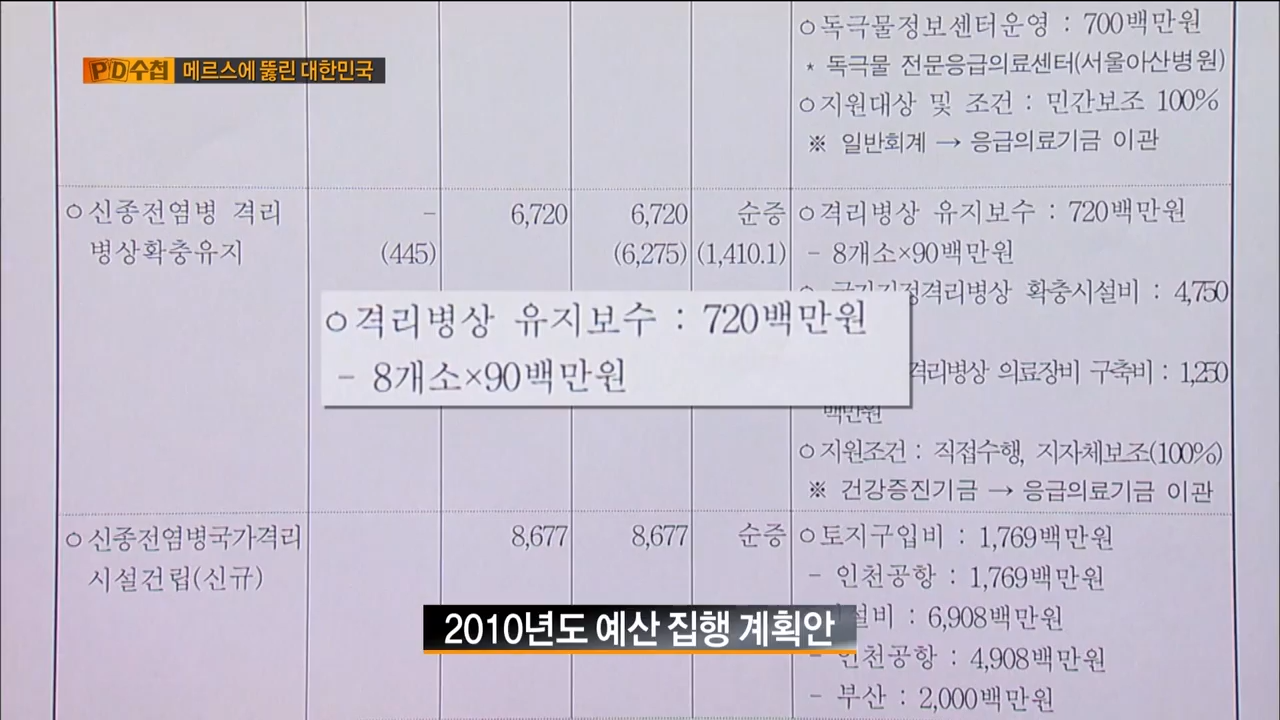 PD수첩 메르스에 뚫린 대한민국
○독극물정보센터운영 : 700백만원
* 독극물 전문응급의료센터(서울아산병원)
○지원대상 및 조건 : 민간보조 100%
※ 일반회계 → 응급의료기금 이관
○신종전염병 격리
병상확충유지
-
(445)
6,720
6,720
(6,275)
순증
(1,410.1)
○격리병상 유지보수 : 720백만원
- 8개소×90백만원
○ 국가지정격리병상 확충시설비 : 4,750
격리병상 의료장비 구축비 : 1,250
백만원
○지원조건 : 직접수행, 지자체보조(100%)
※ 건강증진기금 → 응급의료기금 이관
○격리병상 유지보수 : 720백만원
- 8개소×90백만원
○신종전염병국가격리
시설건립(신규)
8,677
8,677
순증
○토지구입비 : 1,769백만원
- 인천공항 : 1,769백만원
설비 : 6,908백만원
- 인천공항 : 4,908백만원
- 부산 : 2,000백만원
2010년도 예산 집행 계획안